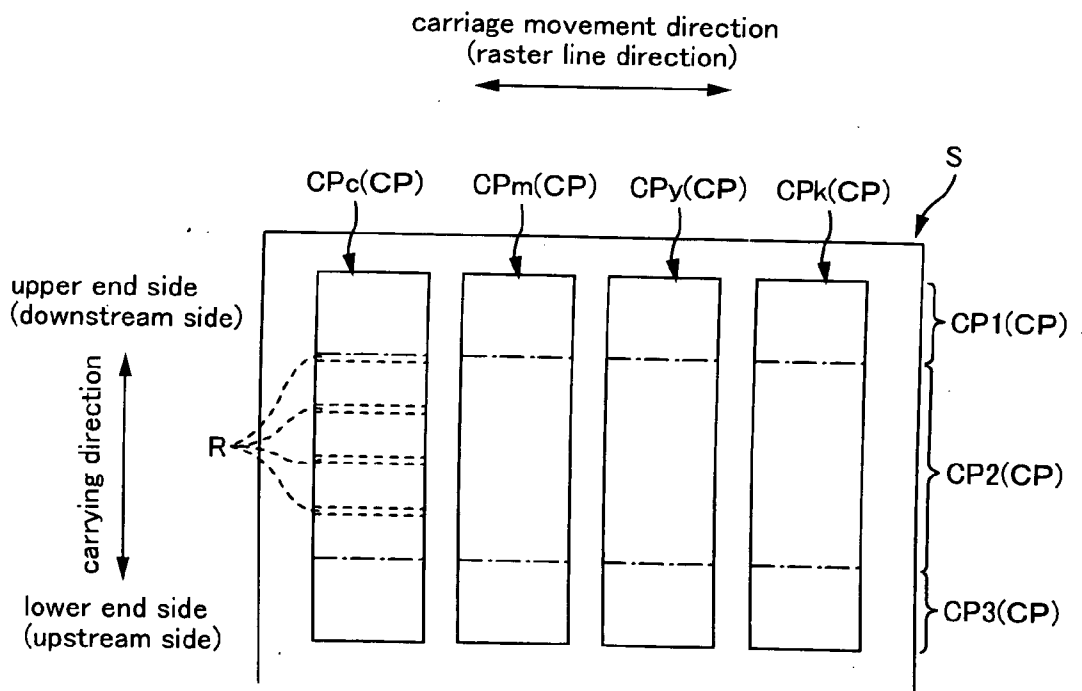 carriage movement direction
(raster line direction)
S
CPc(CP)
CPm(CP)
CPy(CP)
CPk(CP)
upper end side
(downstream side)
CP1(CP)
carrying direction
R
CP2(CP)
lower end side
(upstream side)
CP3(CP)